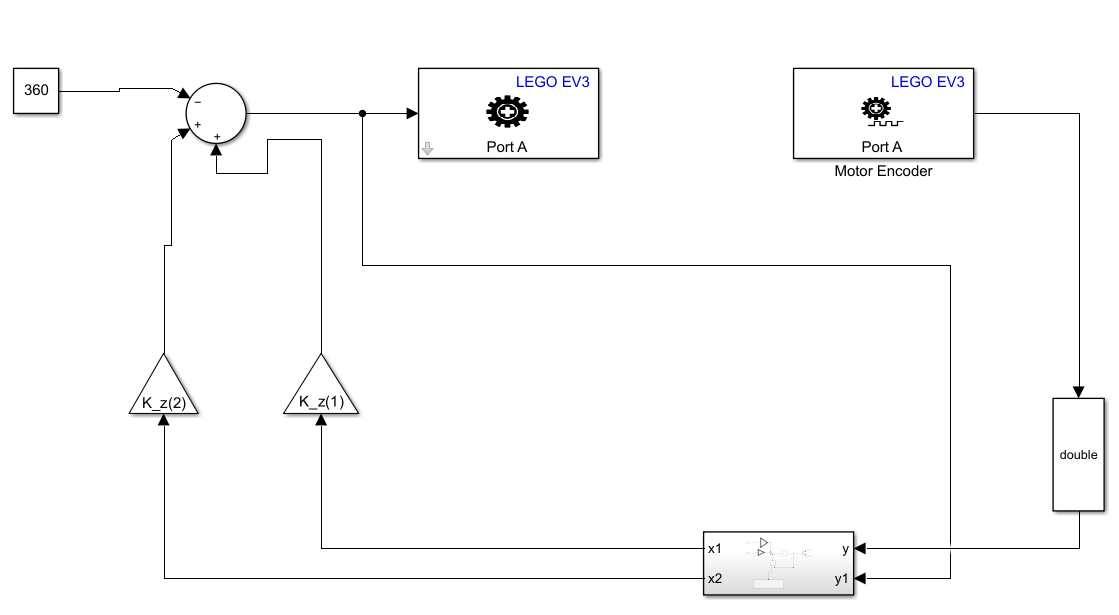 360
−
+
+
LEGO EV3
Port A
LEGO EV3
Port A
Motor Encoder
K_z(2)
K_z(1)
double
x1
y
x2
y1